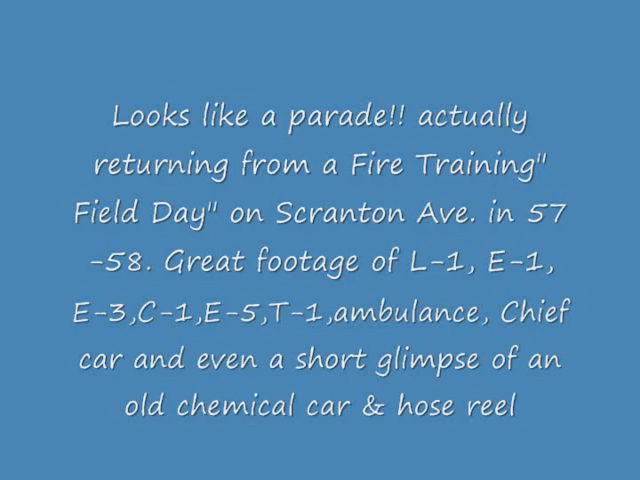 Looks like a parade!! actually
returning from a Fire Training"
Field Day" on Scranton Ave. in 57
-58. Great footage of L-1, E-1,
E-3,C-1,E-5,T-1,ambulance, Chief
car and even a short glimpse of an
old chemical car & hose reel